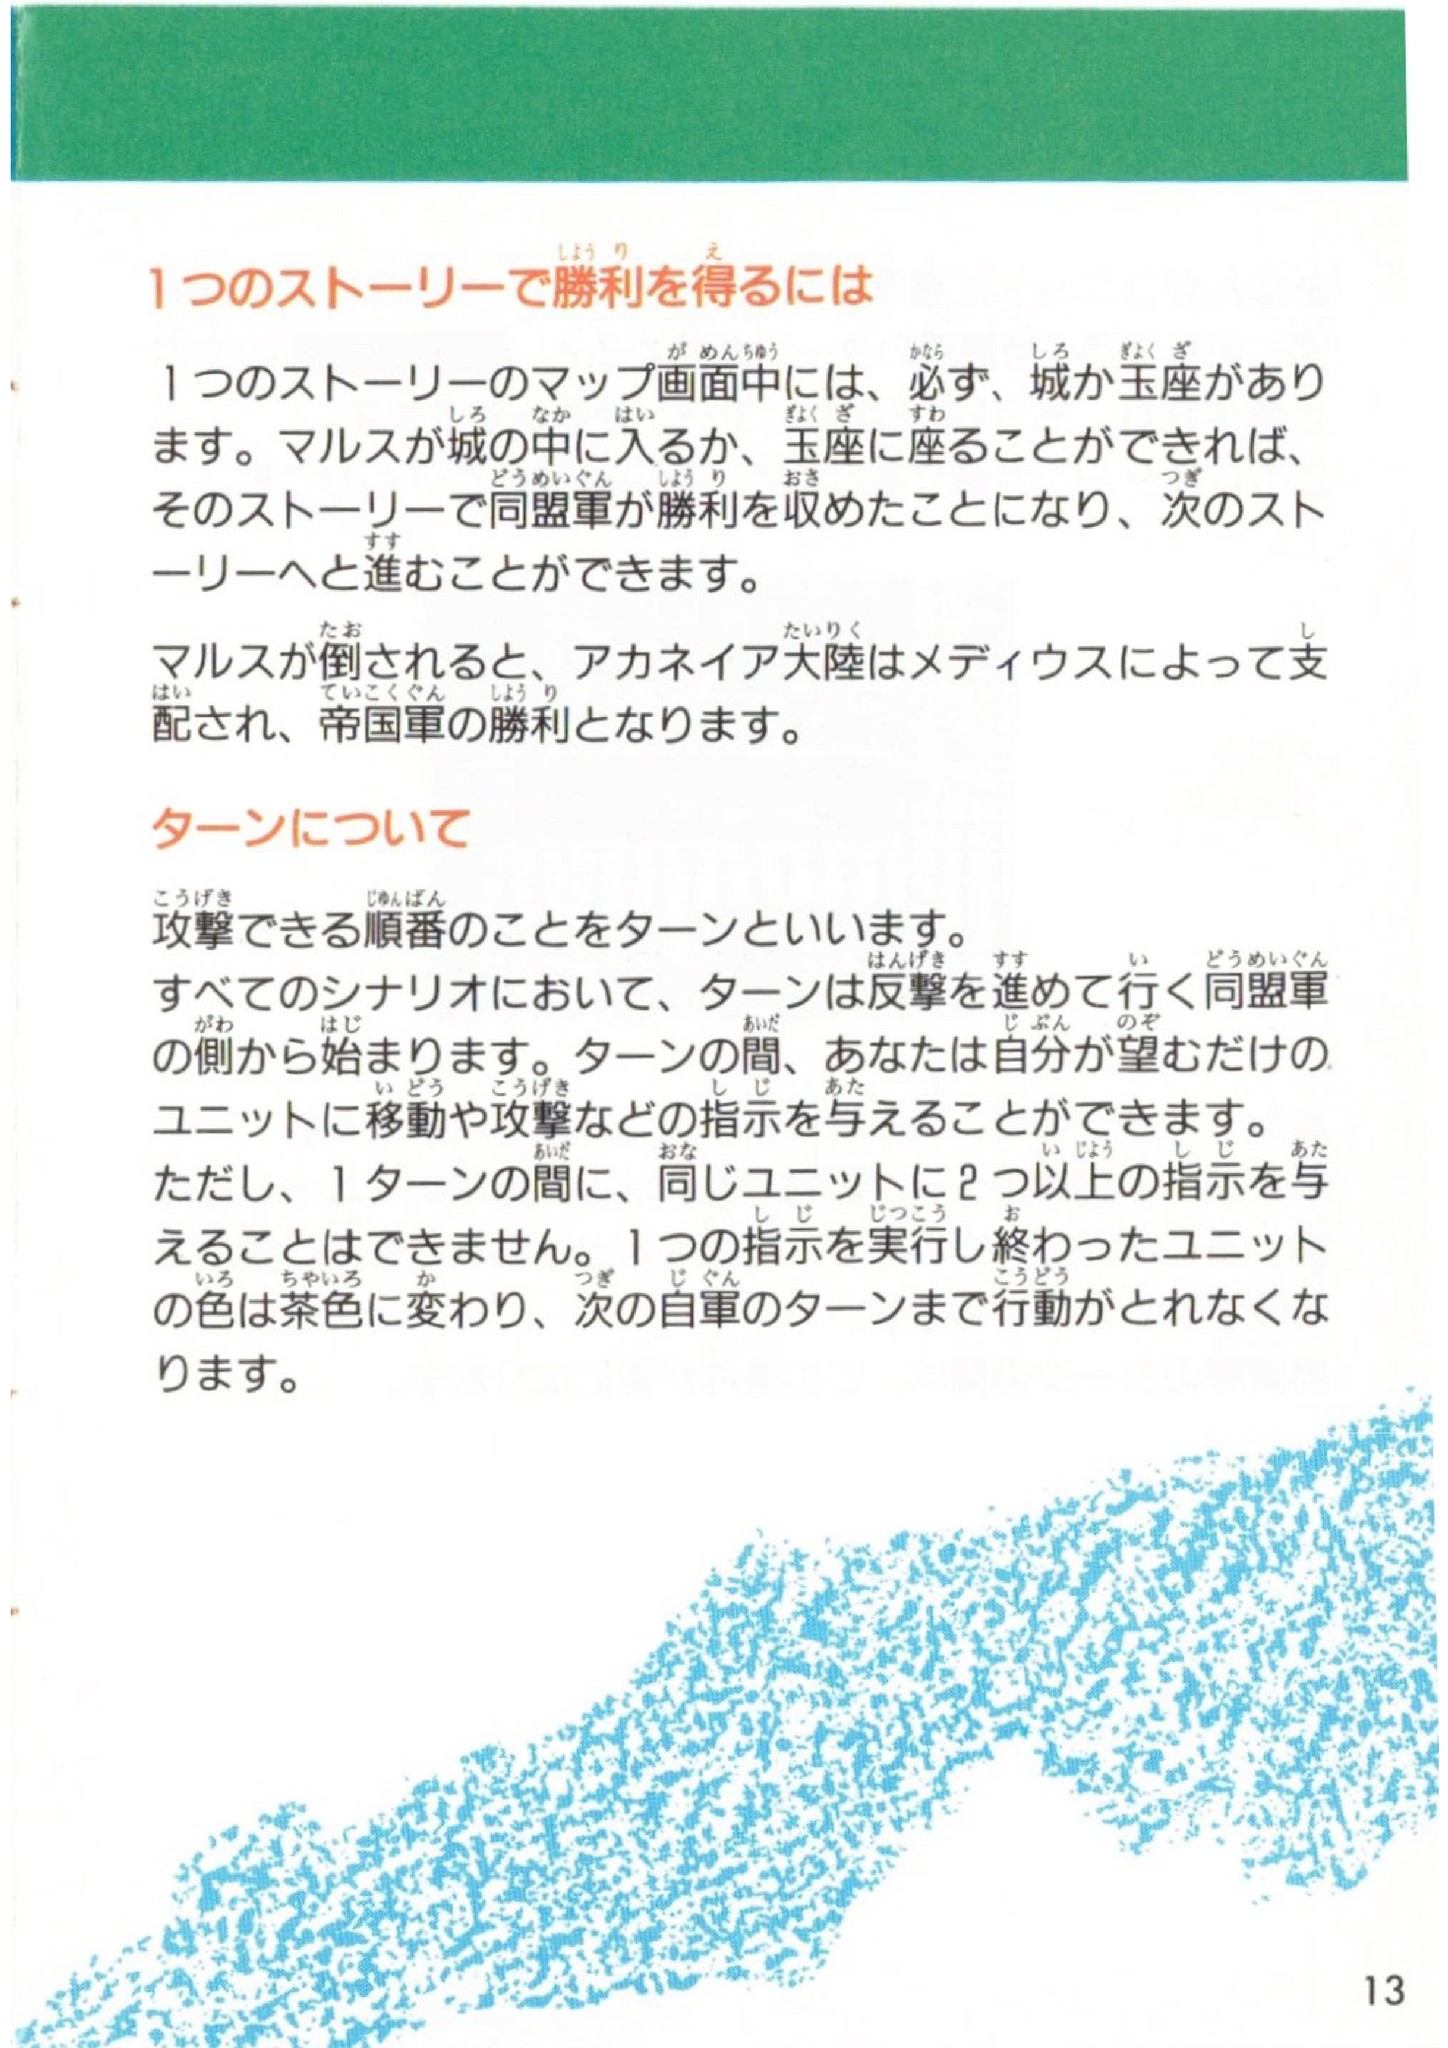 1つのストーリーで勝利を得るには
1つのストーリーのマップ画面中には、必ず、城か玉座があり
ます。マルスが城の中に入るか、玉座に座ることができれば、
そのストーリーで同盟軍が勝利を収めたことになり、次のスト
ーリーへと進むことができます。
マルスが倒されると、アカネイア大陸はメディウスによって支
配され、帝国軍の勝利となります。
ターンについて
攻撃できる順番のことをターンといいます。
すべてのシナリオにおいて、ターンは反撃を進めて行く同盟軍
の側から始まります。ターンの間、あなたは自分が望むだけの
ユニットに移動や攻撃などの指示を与えることができます。
ただし、1ターンの間に、同じユニットに2つ以上の指示を与
えることはできません。1つの指示を実行し終わったユニット
の色は茶色に変わり、次の自軍のターンまで行動がとれなくな
ります。
13